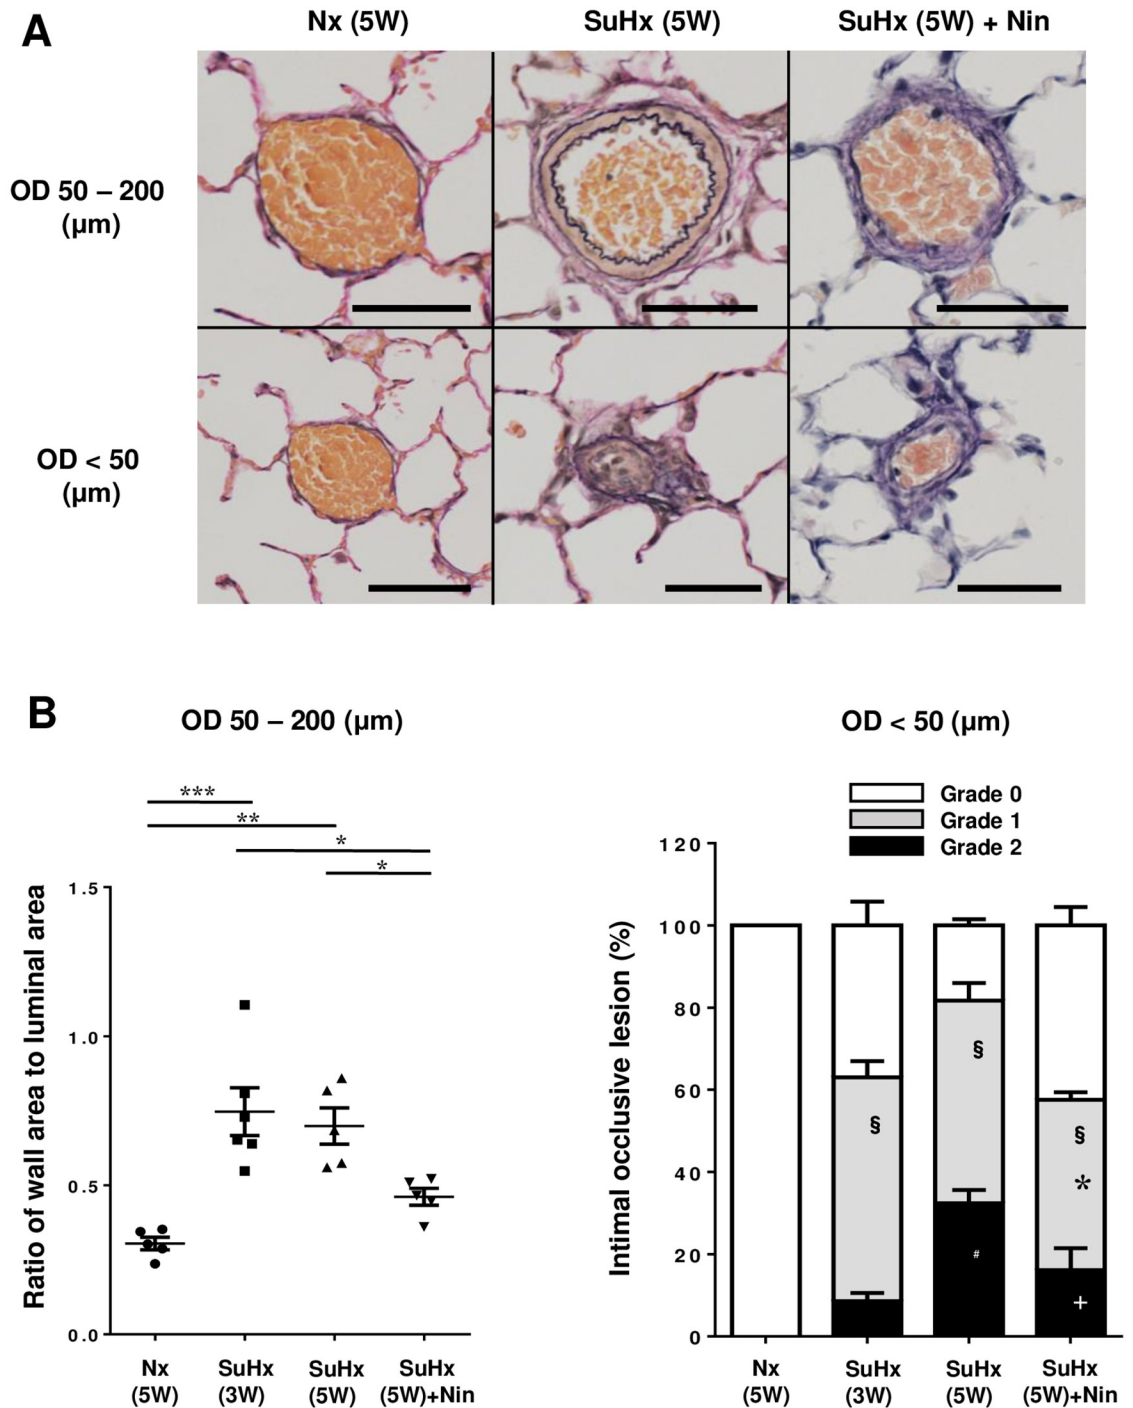 A
Nx (5W) SuHx (5W) SuHx (5W) + Nin
OD 50 – 200
(µm)
OD < 50
(µm)
B
OD 50 – 200 (µm)
***
**
*
*
Ratio of wall area to luminal area
1.5
1.0
0.5
0.0
Nx SuHx SuHx SuHx
(5W) (3W) (5W) (5W)+Nin
OD < 50 (µm)
Grade 0
Grade 1
Grade 2
Intimal occlusive lesion (%)
120
100
80
60
40
20
0
§
§
#
§
*
+
Nx SuHx SuHx SuHx
(5W) (3W) (5W) (5W)+Nin